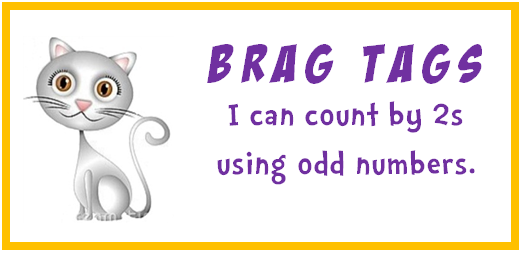 BRAG TAGS
I can count by 2s
using odd numbers.